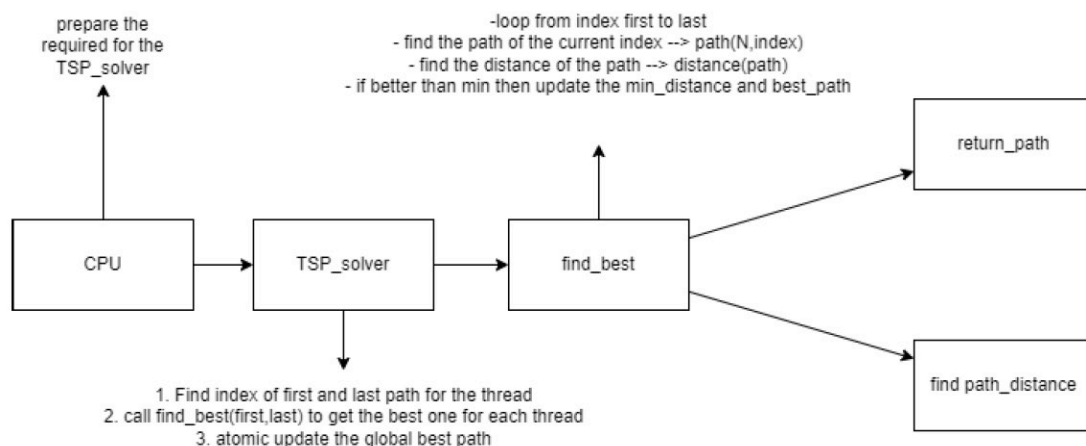 prepare the
required for the
TSP_solver
-loop from index first to last
- find the path of the current index --> path(N,index)
- find the distance of the path --> distance(path)
- if better than min then update the min_distance and best_path
return_path
CPU
TSP_solver
find_best
find path_distance
1. Find index of first and last path for the thread
2. call find_best(first,last) to get the best one for each thread
3. atomic update the global best path